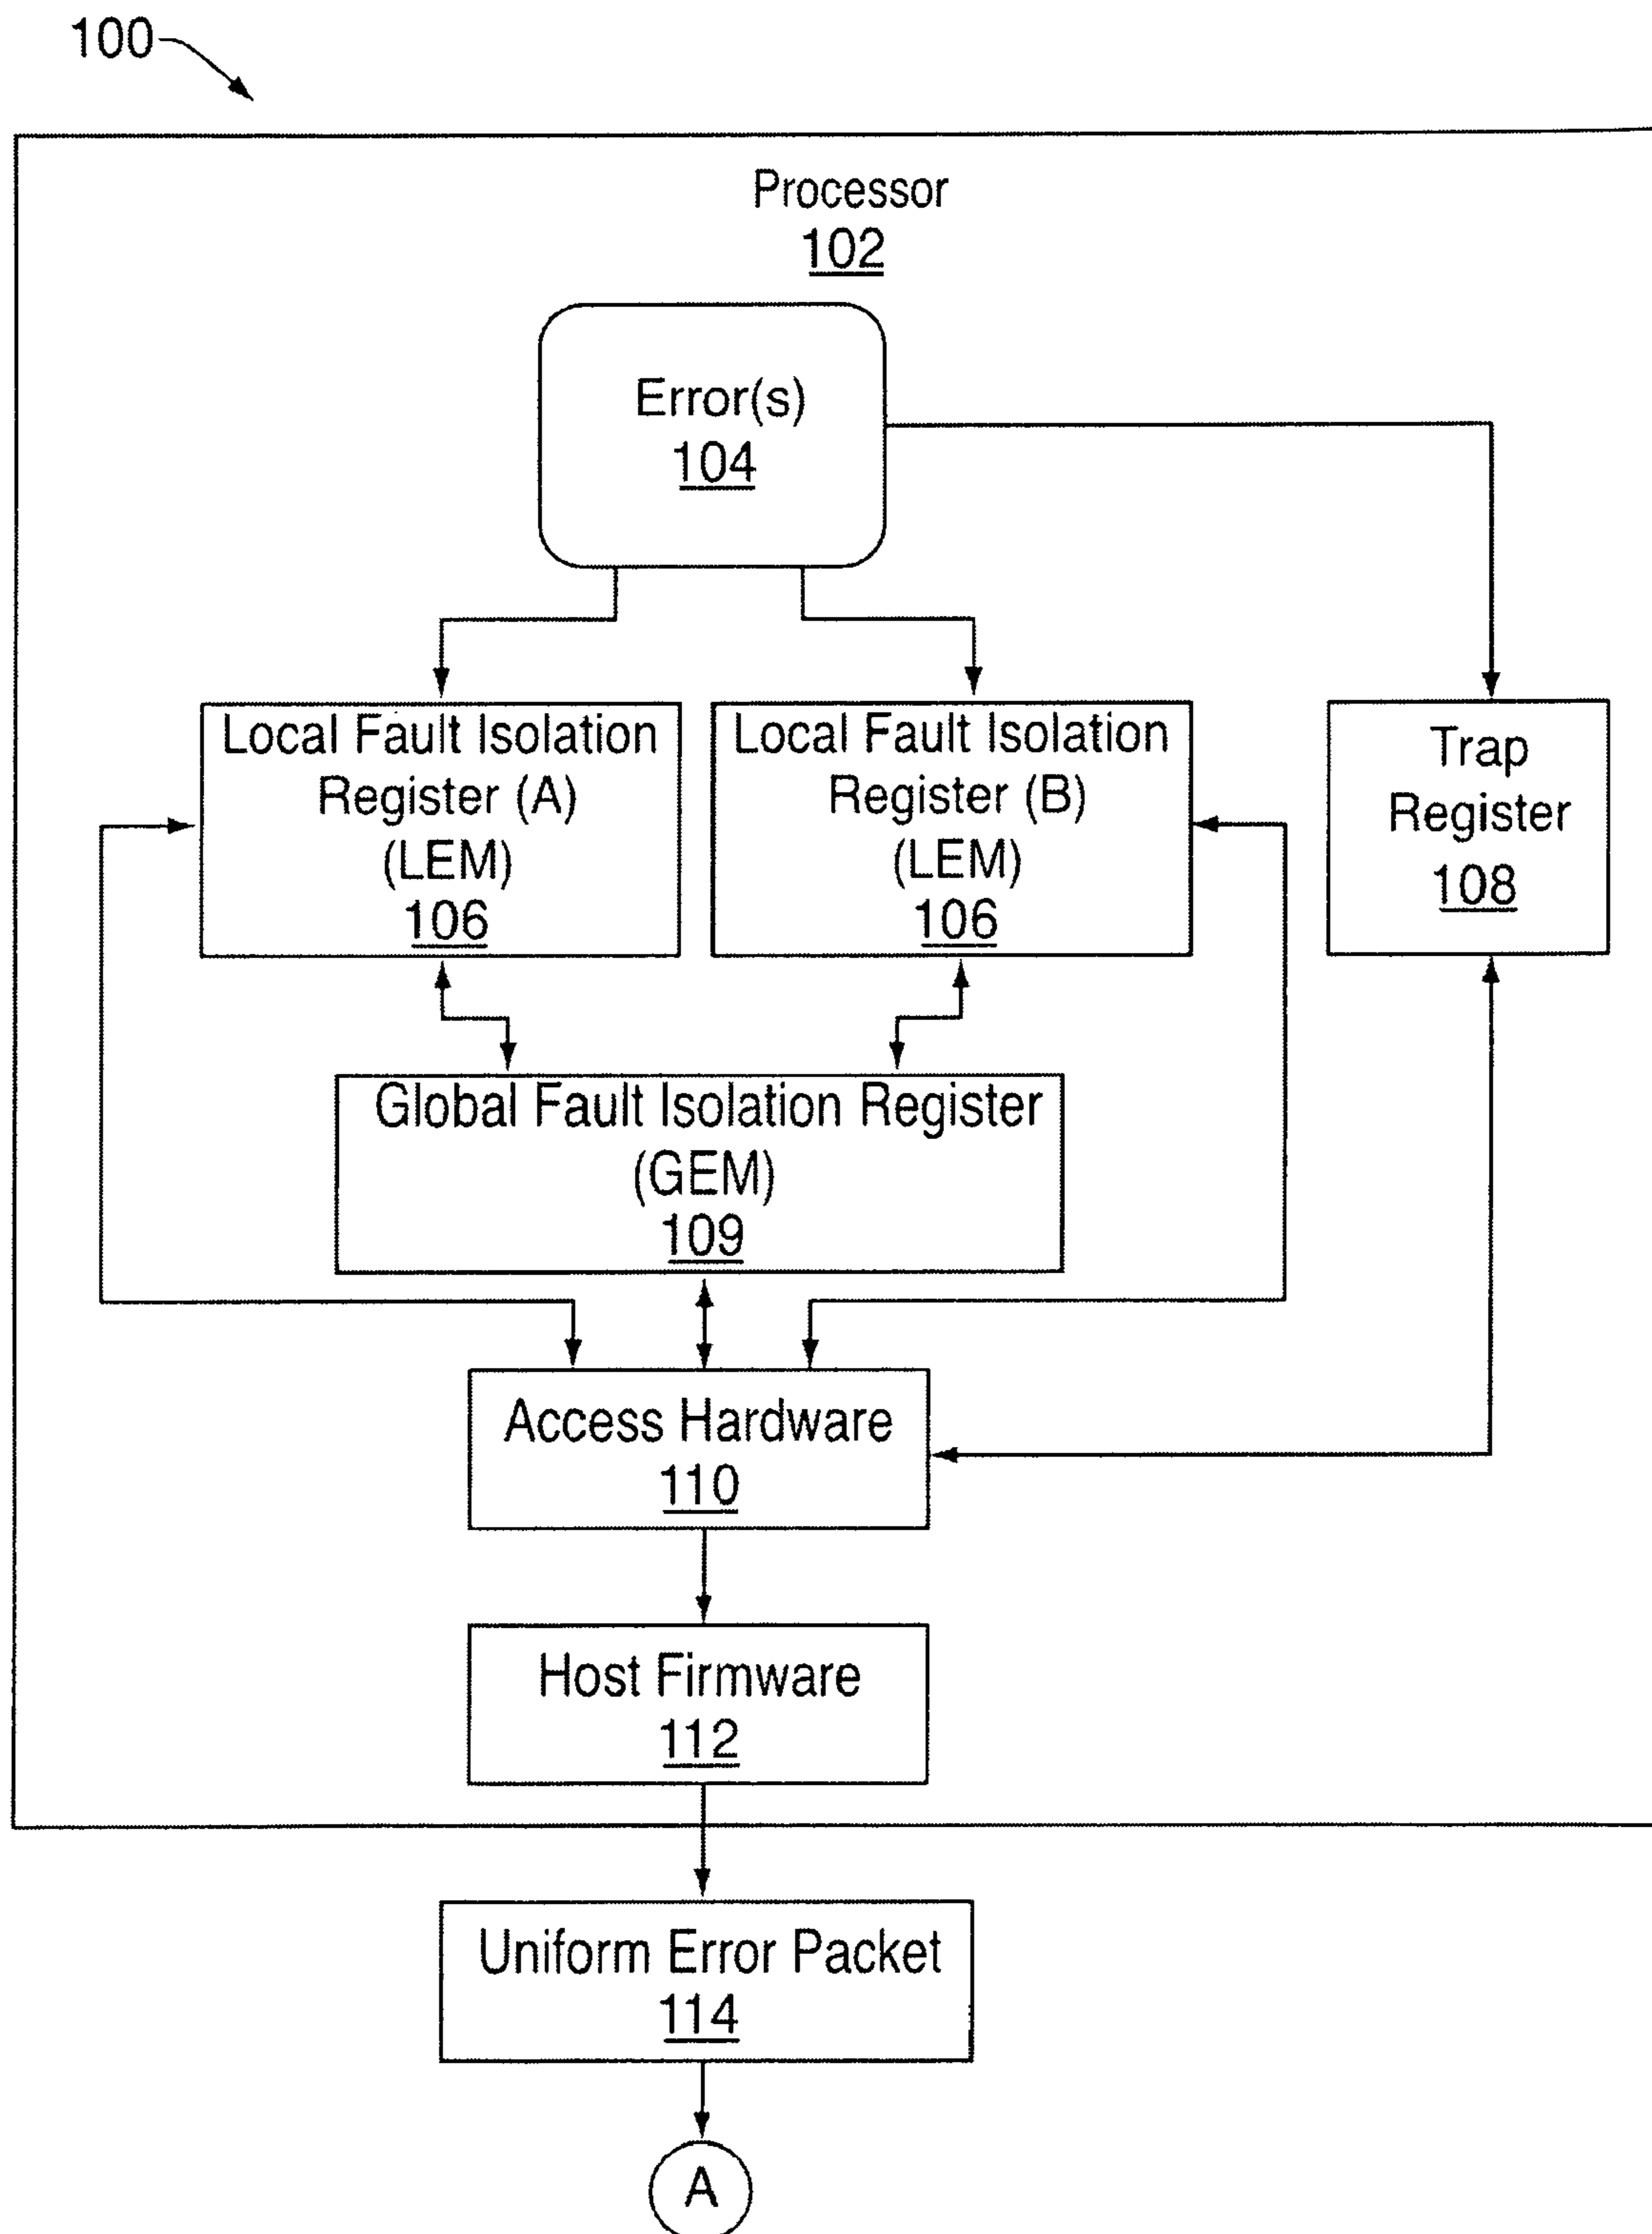 100
Processor
102
Error(s)
104
Local Fault Isolation
Register (A)
(LEM)
106
Local Fault Isolation
Register (B)
(LEM)
106
Trap
Register
108
Global Fault Isolation Register
(GEM)
109
Access Hardware
110
Host Firmware
112
Uniform Error Packet
114
A